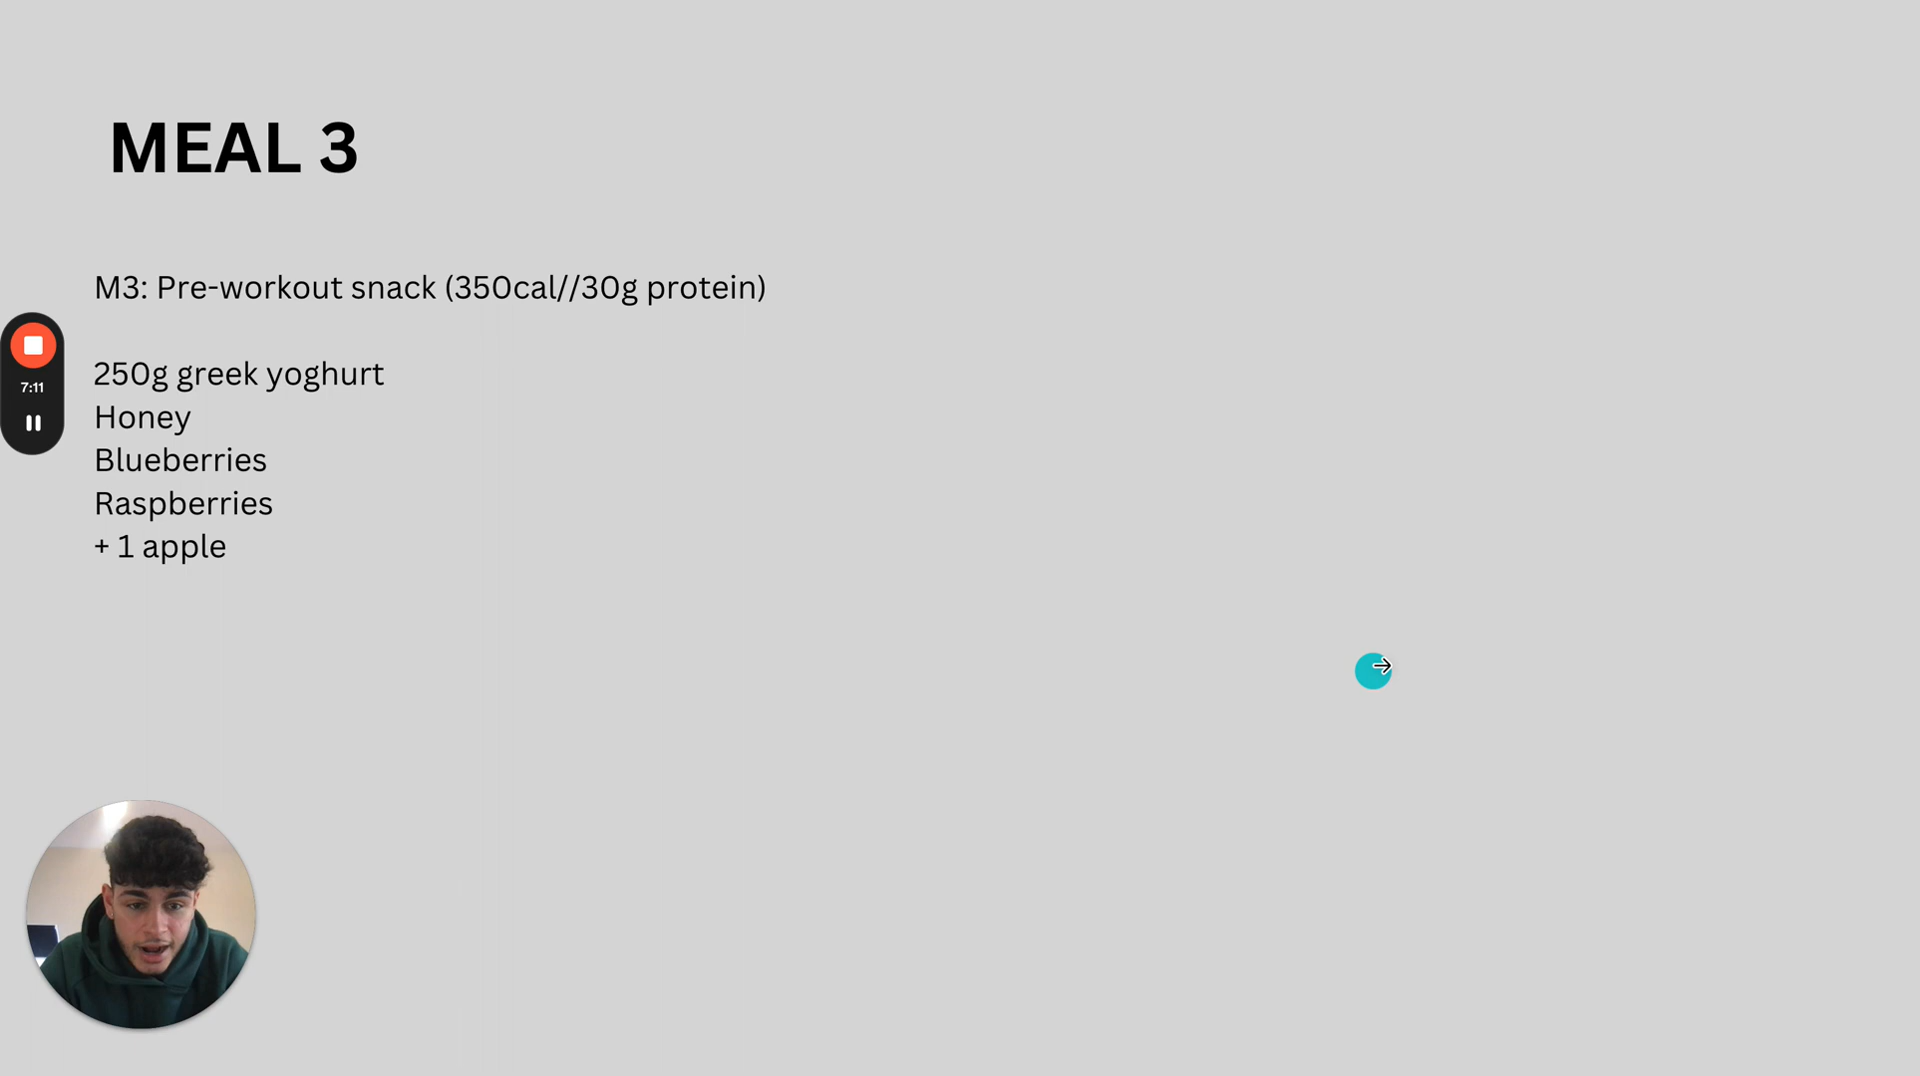 MEAL 3
M3: Pre-workout snack (350cal//30g protein)
250g greek yoghurt
Honey
Blueberries
Raspberries
+ 1 apple
7:11